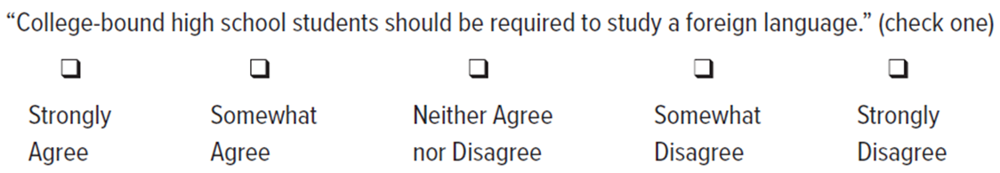 “College-bound high school students should be required to study a foreign language.” (check one)
❑ ❑ ❑ ❑ ❑
Strongly Somewhat Neither Agree Somewhat Strongly
Agree Agree nor Disagree Disagree Disagree